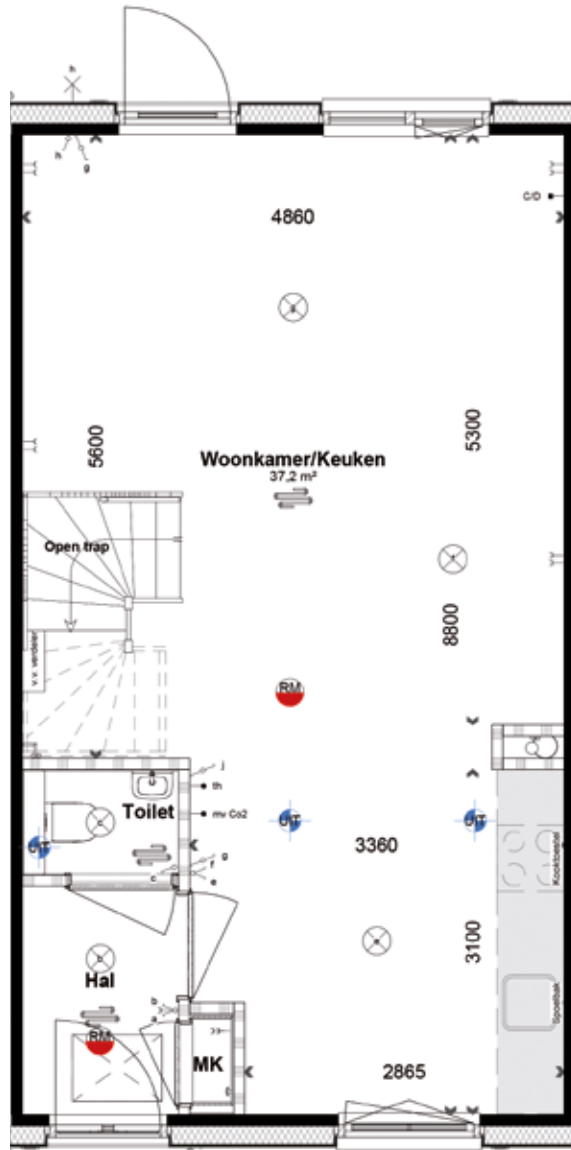 h
h
g
C/D
4860
5600
5300
Woonkamer/Keuken
37,2 m²
Open trap
v.v. verdeler
8800
RM
j
th
Toilet
mv Co2
3360
g
f
c
e
Kooktoestel
3100
b
a
Hal
RM
Spoelbak
MK
2865